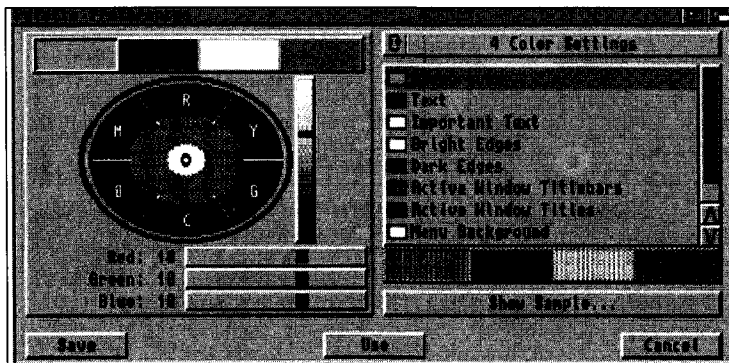 4 Color Settings
Text
Important Text
Bright Edges
Dark Edges
Active Window Titlebars
Active Window Titles
Menu Background
R
M
Y
B
G
C
Red: 10
Green: 10
Blue: 10
Show Sample...
Save
Use
Cancel